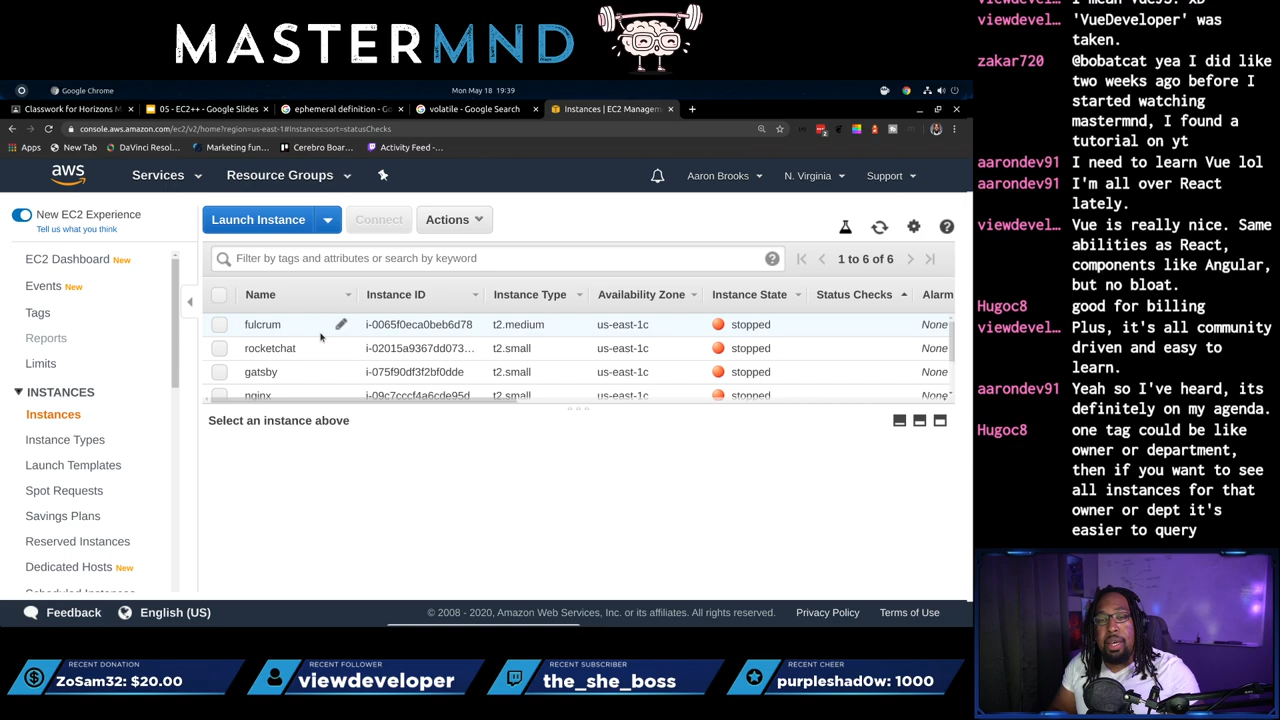 MASTERMND
Google Chrome
Mon May 18 19:39
Classwork for Horizons M
05 - EC2++ - Google Slides
ephemeral definition - Go
volatile - Google Search
Instances | EC2 Managem
console.aws.amazon.com/ec2/v2/home?region=us-east-1#Instances:sort=statusChecks
Apps
New Tab
DaVinci Resol...
Marketing fun...
Cerebro Boar...
Activity Feed -...
aws
Services
Resource Groups
Aaron Brooks
N. Virginia
Support
New EC2 Experience
Tell us what you think
EC2 Dashboard New
Events New
Tags
Reports
Limits
INSTANCES
Instances
Instance Types
Launch Templates
Spot Requests
Savings Plans
Reserved Instances
Dedicated Hosts New
Launch Instance
Connect
Actions
Filter by tags and attributes or search by keyword
1 to 6 of 6
Name
Instance ID
Instance Type
Availability Zone
Instance State
Status Checks
Alarm
fulcrum i-0065f0eca0beb6d78 t2.medium us-east-1c stopped None
rocketchat i-02015a9367dd073... t2.small us-east-1c stopped None
gatsby i-075f90df3f2bf0dde t2.small us-east-1c stopped None
nginx i-09c7cccf4a6cde95d t2.small us-east-1c stopped None
Select an instance above
Feedback
English (US)
© 2008 - 2020, Amazon Web Services, Inc. or its affiliates. All rights reserved.
Privacy Policy
Terms of Use
viewdevel… 'VueDeveloper' was
taken.
zakar720 @bobatcat yea I did like
two weeks ago before I
started watching
mastermnd, I found a
tutorial on yt
aarondev91 I need to learn Vue lol
aarondev91 I'm all over React
lately.
viewdevel… Vue is really nice. Same
abilities as React,
components like Angular,
but no bloat.
Hugoc8 good for billing
viewdevel… Plus, it's all community
driven and easy to
learn.
aarondev91 Yeah so I've heard, its
definitely on my agenda.
Hugoc8 one tag could be like
owner or department,
then if you want to see
all instances for that
owner or dept it's
easier to query
RECENT DONATION
ZoSam32: $20.00
RECENT FOLLOWER
viewdeveloper
RECENT SUBSCRIBER
the_she_boss
RECENT CHEER
purpleshad0w: 1000